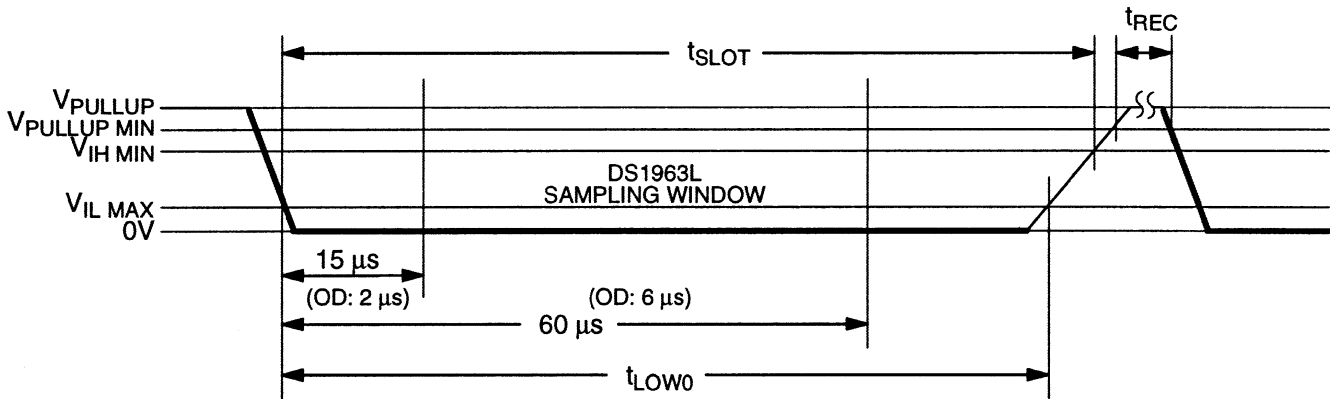 tREC
tSLOT
VPULLUP
VPULLUP MIN
VIH MIN
DS1963L
SAMPLING WINDOW
VIL MAX
0V
15 μs
(OD: 2 μs)
(OD: 6 μs)
60 μs
tLOW0